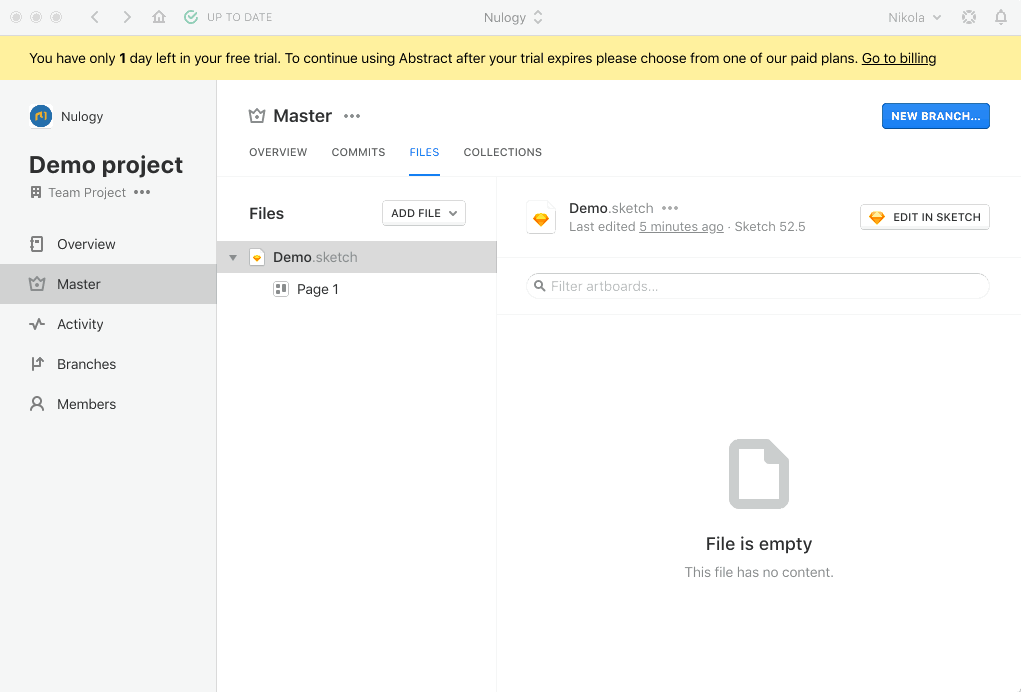 UP TO DATE
Nulogy
Nikola
You have only 1 day left in your free trial. To continue using Abstract after your trial expires please choose from one of our paid plans. Go to billing
Nulogy
Demo project
Team Project
Overview
Master
Activity
Branches
Members
Master
NEW BRANCH...
OVERVIEW COMMITS FILES COLLECTIONS
Files
ADD FILE
Demo.sketch
Page 1
Demo.sketch
Last edited 5 minutes ago · Sketch 52.5
EDIT IN SKETCH
Filter artboards...
File is empty
This file has no content.